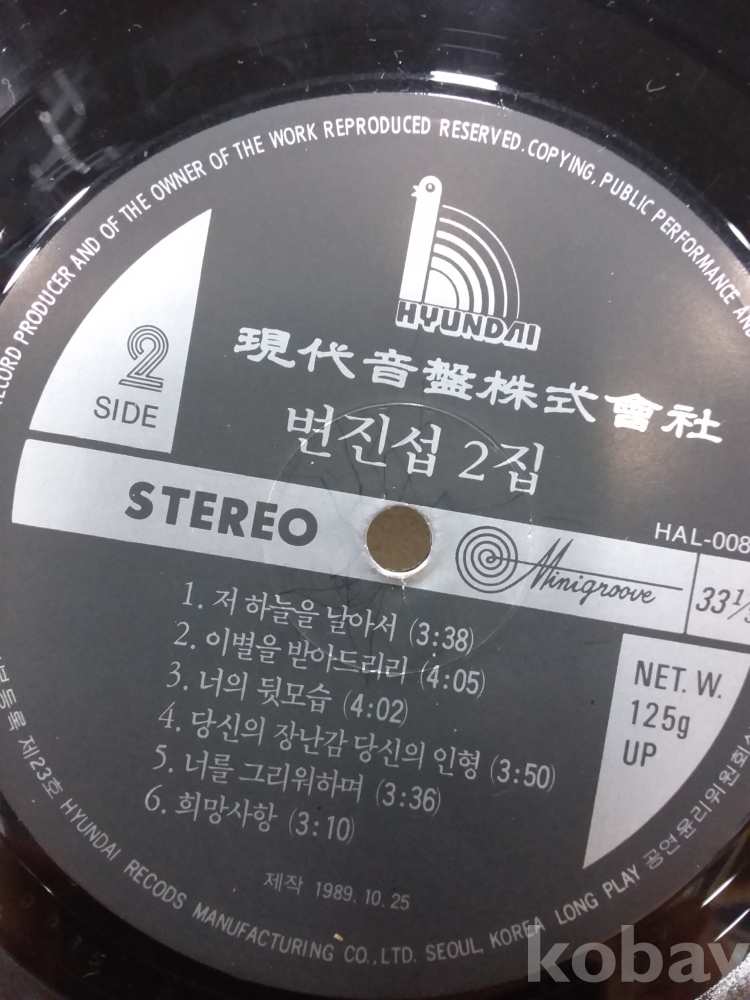 RECORD PRODUCER AND OF THE OWNER OF THE WORK REPRODUCED RESERVED. COPYING, PUBLIC PERFORMANCE AND
HYUNDAI
現代音盤株式會社
2
SIDE
변진섭 2집
STEREO
Minigroove
HAL-008
33 1/3
1. 저 하늘을 날아서 (3:38)
2. 이별을 받아드리리 (4:05)
3. 너의 뒷모습 (4:02)
4. 당신의 장난감 당신의 인형 (3:50)
5. 너를 그리워하며 (3:36)
6. 희망사항 (3:10)
NET. W.
125g
UP
제작 1989. 10. 25
등록 제23호 HYUNDAI RECODS MANUFACTURING CO., LTD. SEOUL, KOREA LONG PLAY 공연윤리위원회
kobay